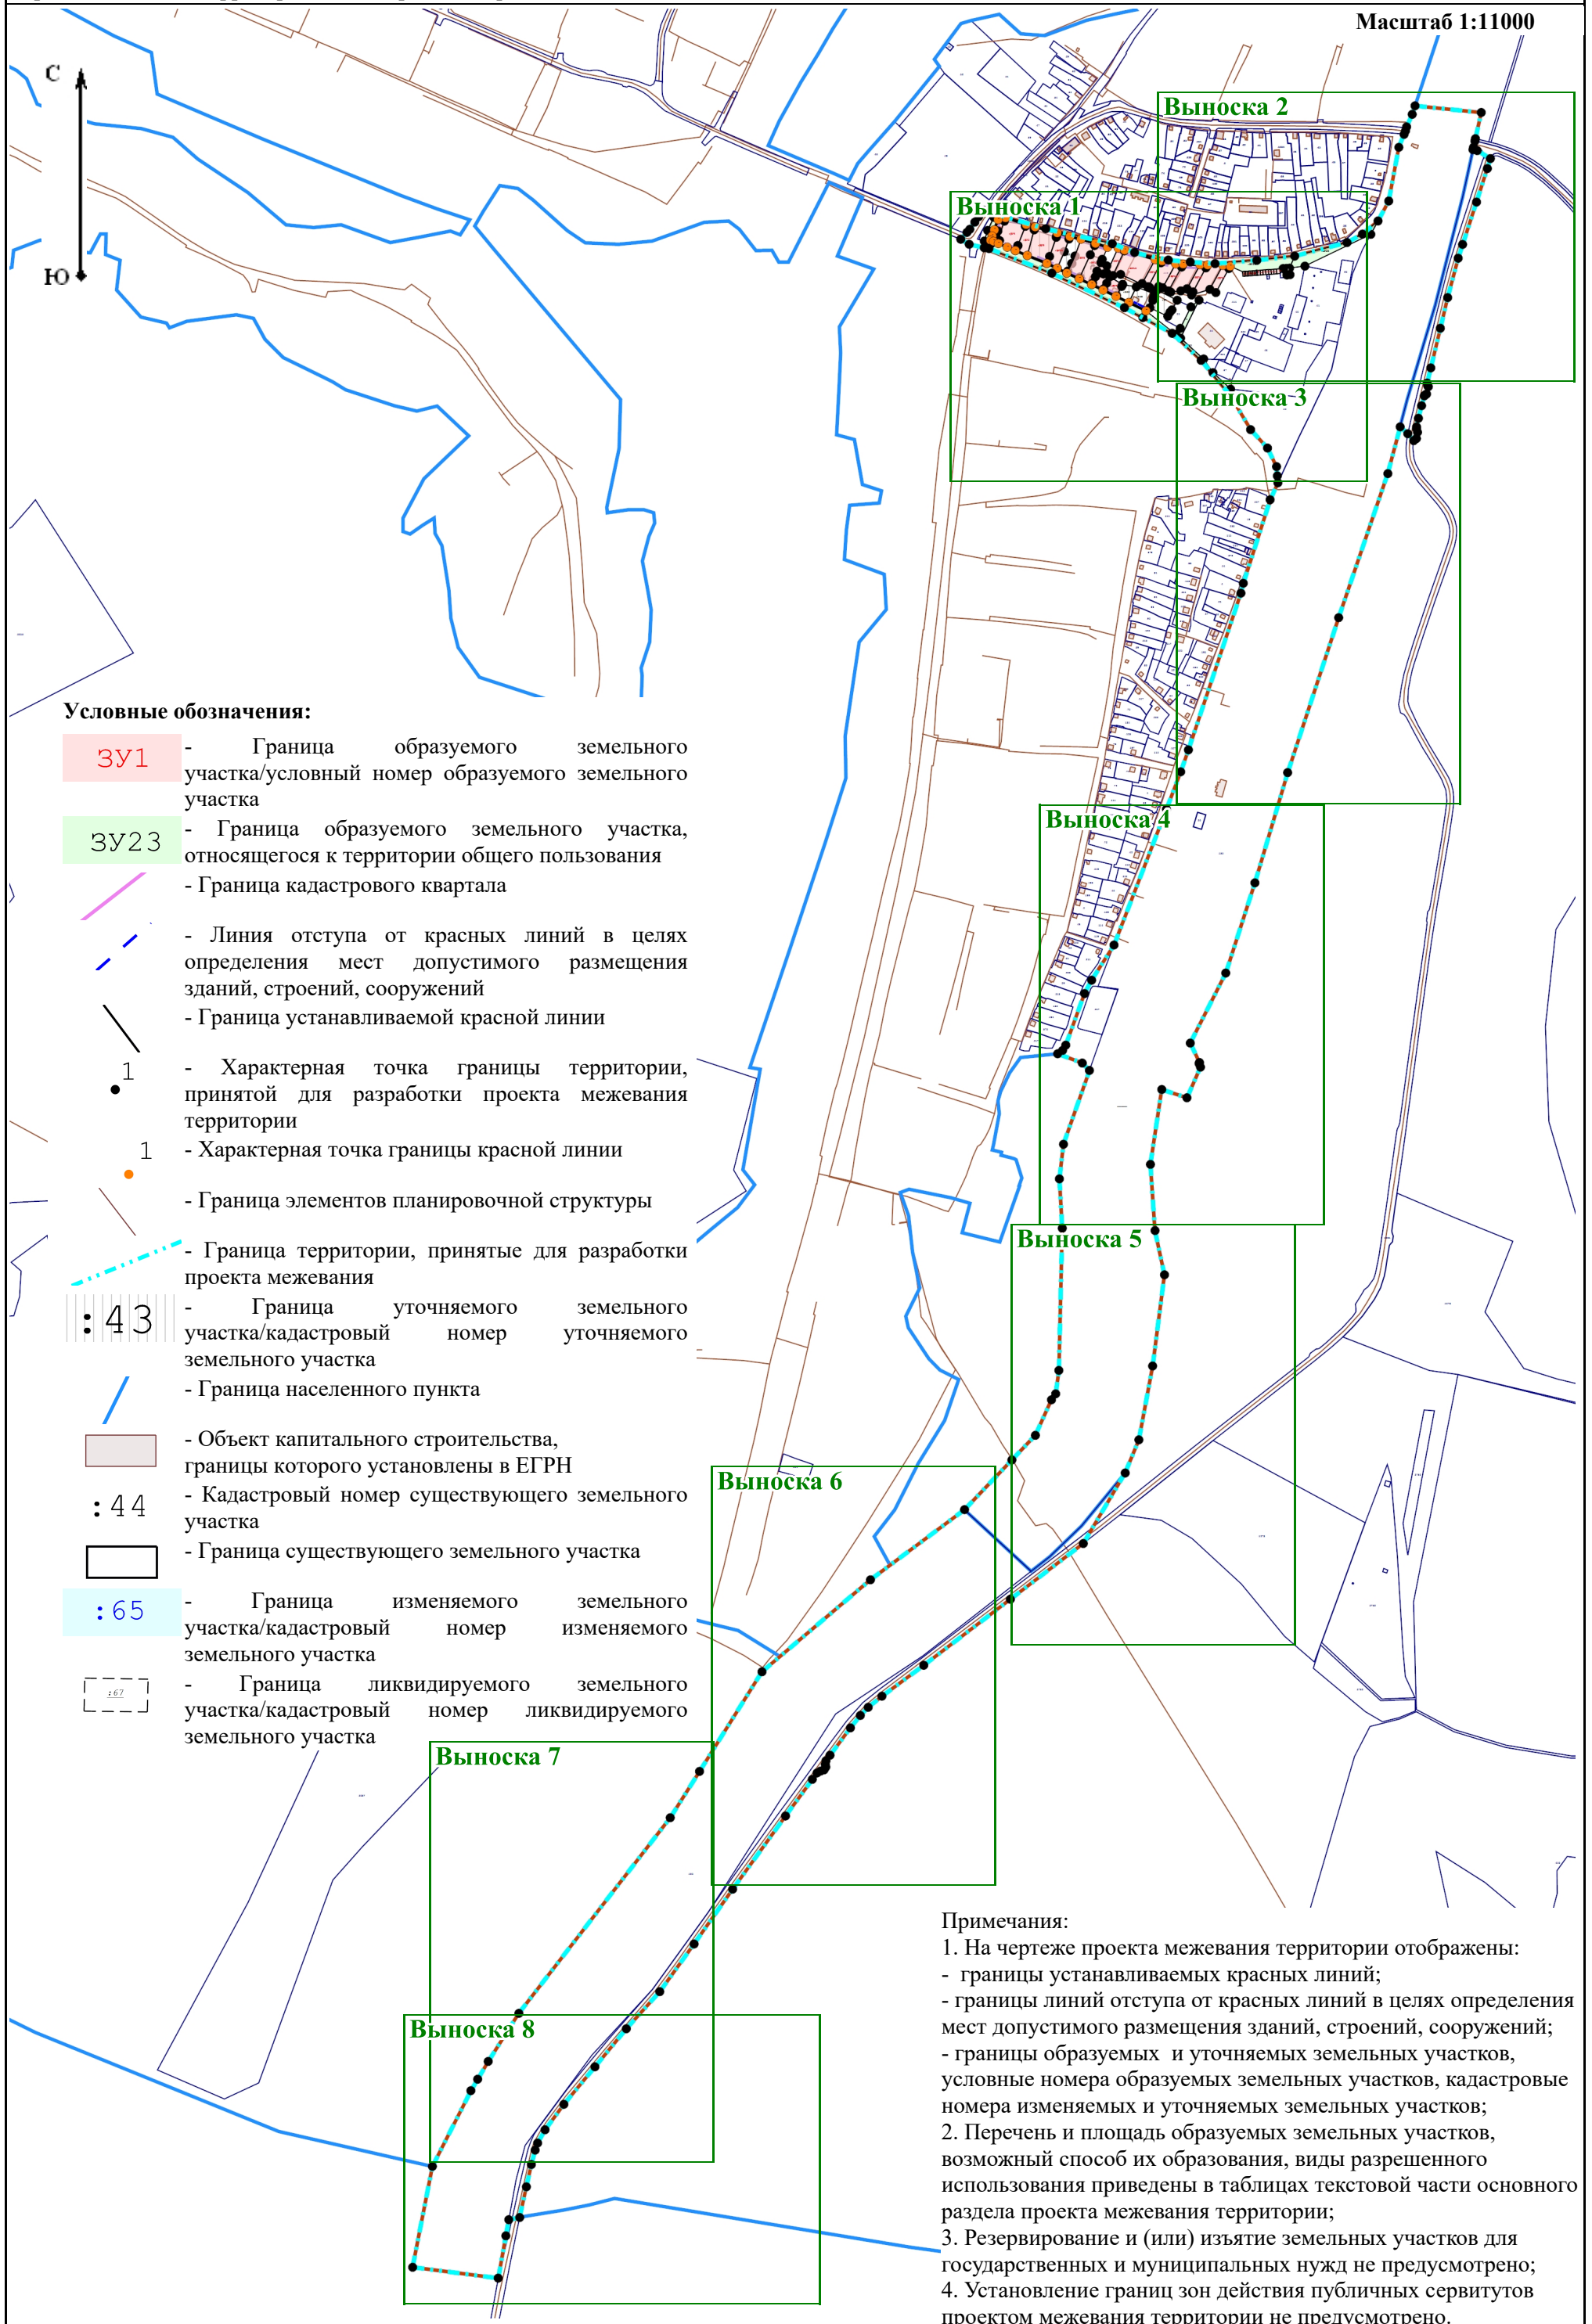 Масштаб 1:11000
С
Ю
Выноска 2
Выноска 1
Выноска 3
Выноска 4
Выноска 5
Выноска 6
Выноска 7
Выноска 8
Условные обозначения:
ЗУ1 - Граница образуемого земельного
участка/условный номер образуемого земельного
участка
ЗУ23 - Граница образуемого земельного участка,
относящегося к территории общего пользования
- Граница кадастрового квартала
- Линия отступа от красных линий в целях
определения мест допустимого размещения
зданий, строений, сооружений
- Граница устанавливаемой красной линии
1 - Характерная точка границы территории,
принятой для разработки проекта межевания
территории
1 - Характерная точка границы красной линии
- Граница элементов планировочной структуры
- Граница территории, принятые для разработки
проекта межевания
:43 - Граница уточняемого земельного
участка/кадастровый номер уточняемого
земельного участка
- Граница населенного пункта
- Объект капитального строительства,
границы которого установлены в ЕГРН
:44 - Кадастровый номер существующего земельного
участка
- Граница существующего земельного участка
:65 - Граница изменяемого земельного
участка/кадастровый номер изменяемого
земельного участка
:67 - Граница ликвидируемого земельного
участка/кадастровый номер ликвидируемого
земельного участка
Примечания:
1. На чертеже проекта межевания территории отображены:
- границы устанавливаемых красных линий;
- границы линий отступа от красных линий в целях определения
мест допустимого размещения зданий, строений, сооружений;
- границы образуемых и уточняемых земельных участков,
условные номера образуемых земельных участков, кадастровые
номера изменяемых и уточняемых земельных участков;
2. Перечень и площадь образуемых земельных участков,
возможный способ их образования, виды разрешенного
использования приведены в таблицах текстовой части основного
раздела проекта межевания территории;
3. Резервирование и (или) изъятие земельных участков для
государственных и муниципальных нужд не предусмотрено;
4. Установление границ зон действия публичных сервитутов
проектом межевания территории не предусмотрено.